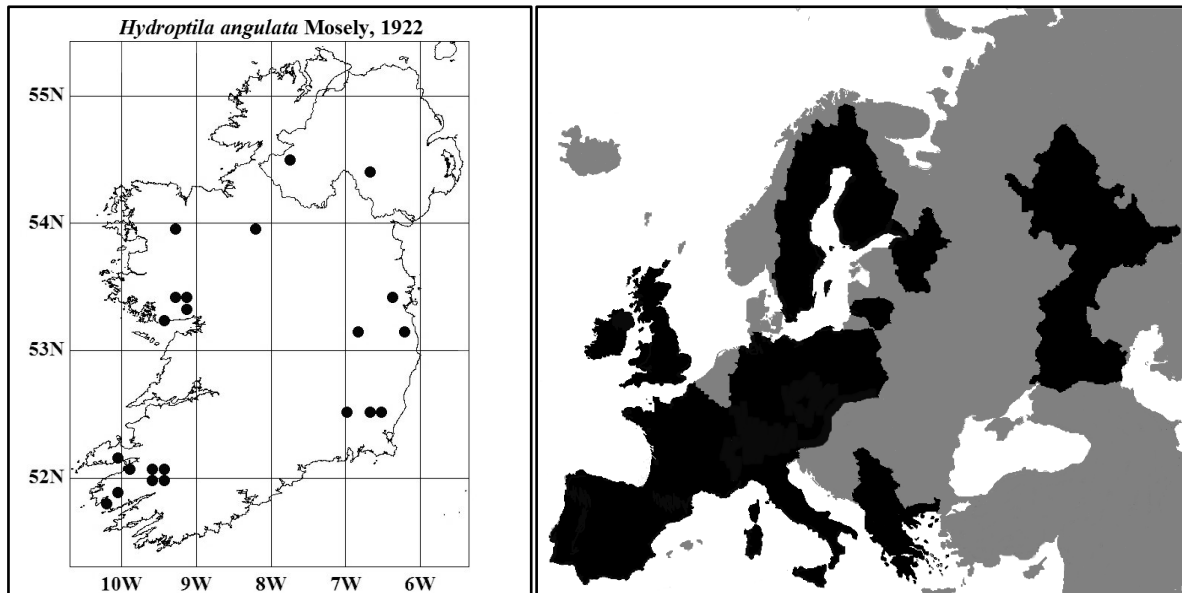 Hydroptila angulata Mosely, 1922
55N
54N
53N
52N
10W 9W 8W 7W 6W